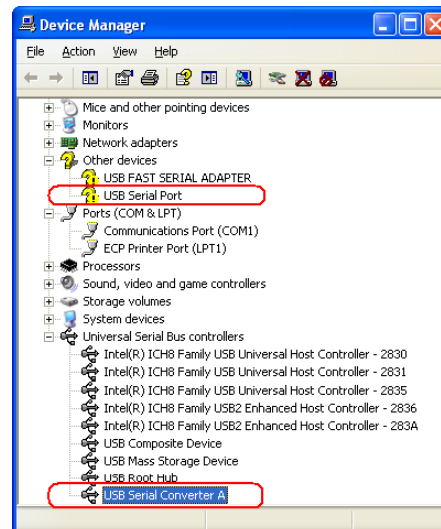 Device Manager
File Action View Help
Mice and other pointing devices
Monitors
Network adapters
Other devices
USB FAST SERIAL ADAPTER
USB Serial Port
Ports (COM & LPT)
Communications Port (COM1)
ECP Printer Port (LPT1)
Processors
Sound, video and game controllers
Storage volumes
System devices
Universal Serial Bus controllers
Intel(R) ICH8 Family USB Universal Host Controller - 2830
Intel(R) ICH8 Family USB Universal Host Controller - 2831
Intel(R) ICH8 Family USB Universal Host Controller - 2835
Intel(R) ICH8 Family USB2 Enhanced Host Controller - 2836
Intel(R) ICH8 Family USB2 Enhanced Host Controller - 283A
USB Composite Device
USB Mass Storage Device
USB Root Hub
USB Serial Converter A